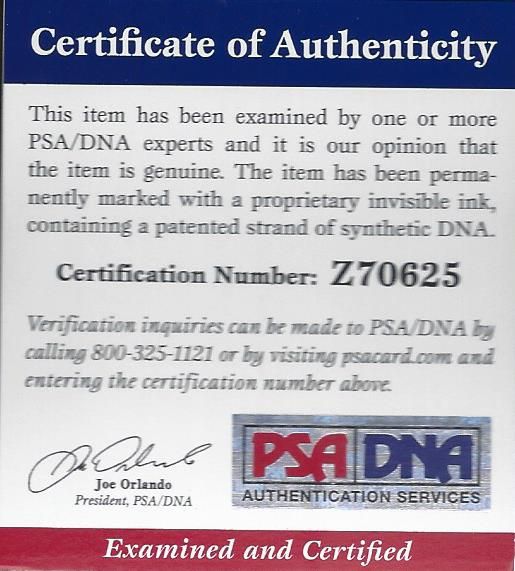 Certificate of Authenticity
This item has been examined by one or more
PSA/DNA experts and it is our opinion that
the item is genuine. The item has been perma-
nently marked with a proprietary invisible ink,
containing a patented strand of synthetic DNA.
Certification Number: Z70625
Verification inquiries can be made to PSA/DNA by
calling 800-325-1121 or by visiting psacard.com and
entering the certification number above.
Joe Orlando
President, PSA/DNA
PSA DNA
AUTHENTICATION SERVICES
Examined and Certified